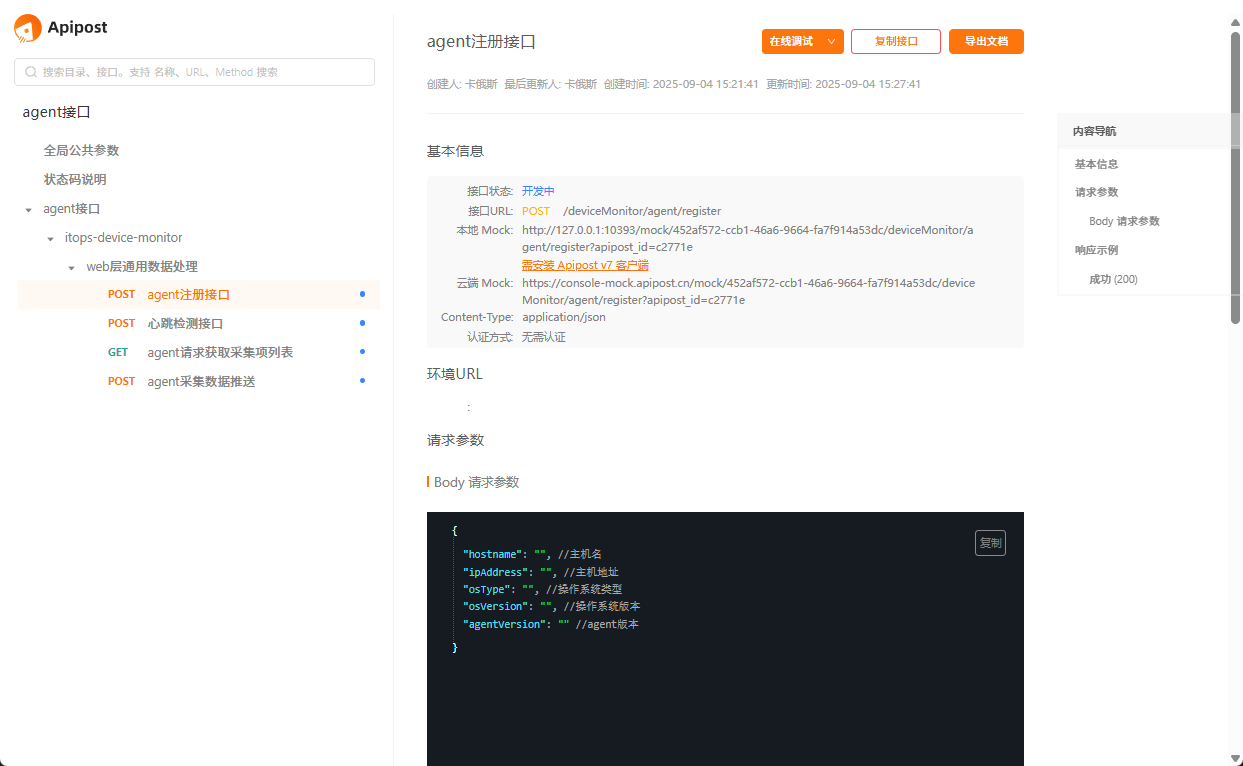 Apipost
搜索目录、接口。支持 名称、URL、Method 搜索
agent接口
全局公共参数
状态码说明
agent接口
itops-device-monitor
web层通用数据处理
POST agent注册接口
POST 心跳检测接口
GET agent请求获取采集项列表
POST agent采集数据推送
agent注册接口
在线调试
复制接口
导出文档
创建人: 卡俄斯 最后更新人: 卡俄斯 创建时间: 2025-09-04 15:21:41 更新时间: 2025-09-04 15:27:41
基本信息
接口状态: 开发中
接口URL: POST /deviceMonitor/agent/register
本地 Mock: http://127.0.0.1:10393/mock/452af572-ccb1-46a6-9664-fa7f914a53dc/deviceMonitor/a
gent/register?apipost_id=c2771e
需安装 Apipost v7 客户端
云端 Mock: https://console-mock.apipost.cn/mock/452af572-ccb1-46a6-9664-fa7f914a53dc/device
Monitor/agent/register?apipost_id=c2771e
Content-Type: application/json
认证方式: 无需认证
环境URL
:
请求参数
Body 请求参数
复制
{
"hostname": "", //主机名
"ipAddress": "", //主机地址
"osType": "", //操作系统类型
"osVersion": "", //操作系统版本
"agentVersion": "" //agent版本
}
内容导航
基本信息
请求参数
Body 请求参数
响应示例
成功 (200)